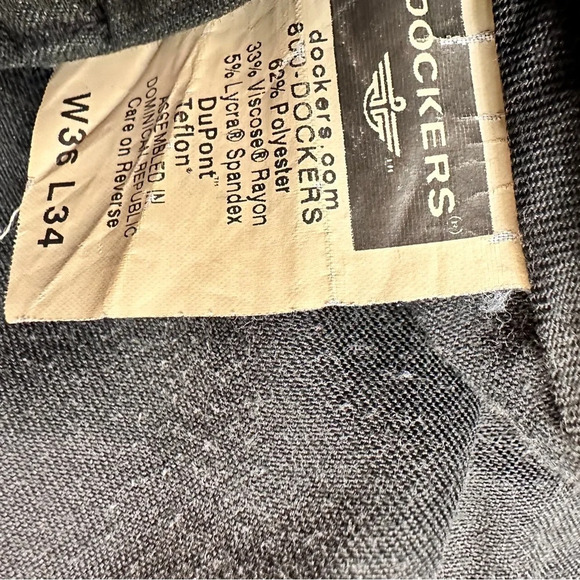 DOCKERS®
dockers.com
800-DOCKERS
62% Polyester
33% Viscose® Rayon
5% Lycra® Spandex
DuPont™
Teflon®
ASSEMBLED IN
DOMINICAN REPUBLIC
Care on Reverse
W36 L34